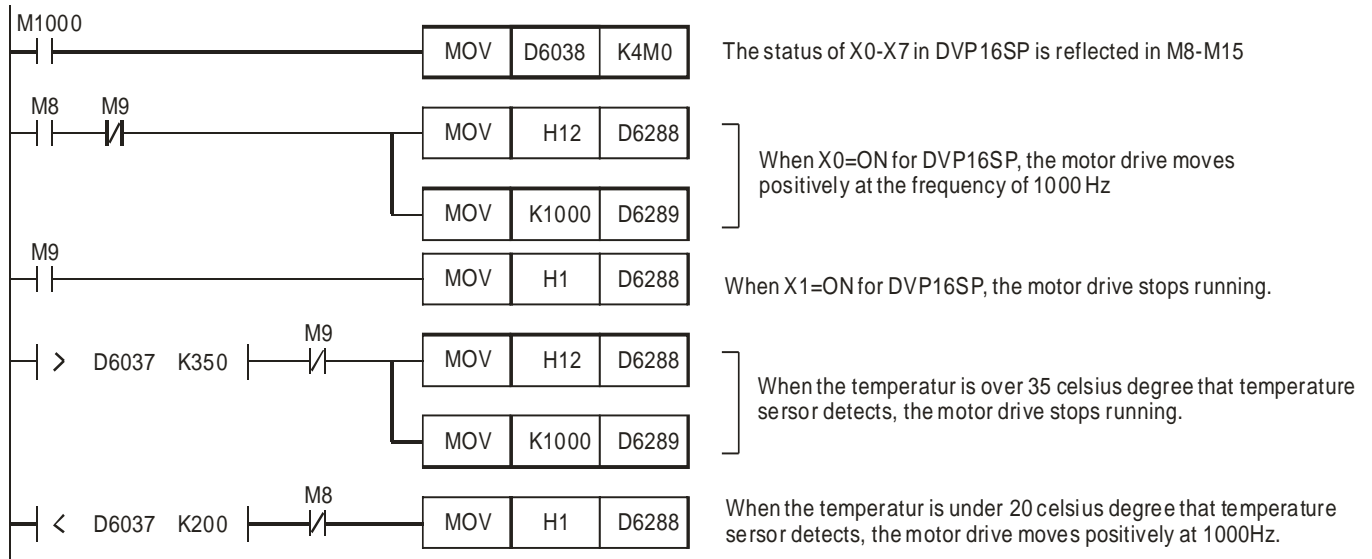 M1000
MOV D6038 K4M0 The status of X0-X7 in DVP16SP is reflected in M8-M15
M8 M9
MOV H12 D6288
When X0=ON for DVP16SP, the motor drive moves
positively at the frequency of 1000 Hz
MOV K1000 D6289
M9
MOV H1 D6288 When X1=ON for DVP16SP, the motor drive stops running.
M9
> D6037 K350 MOV H12 D6288
When the temperatur is over 35 celsius degree that temperature
sersor detects, the motor drive stops running.
MOV K1000 D6289
M8
< D6037 K200 MOV H1 D6288
When the temperatur is under 20 celsius degree that temperature
sersor detects, the motor drive moves positively at 1000Hz.